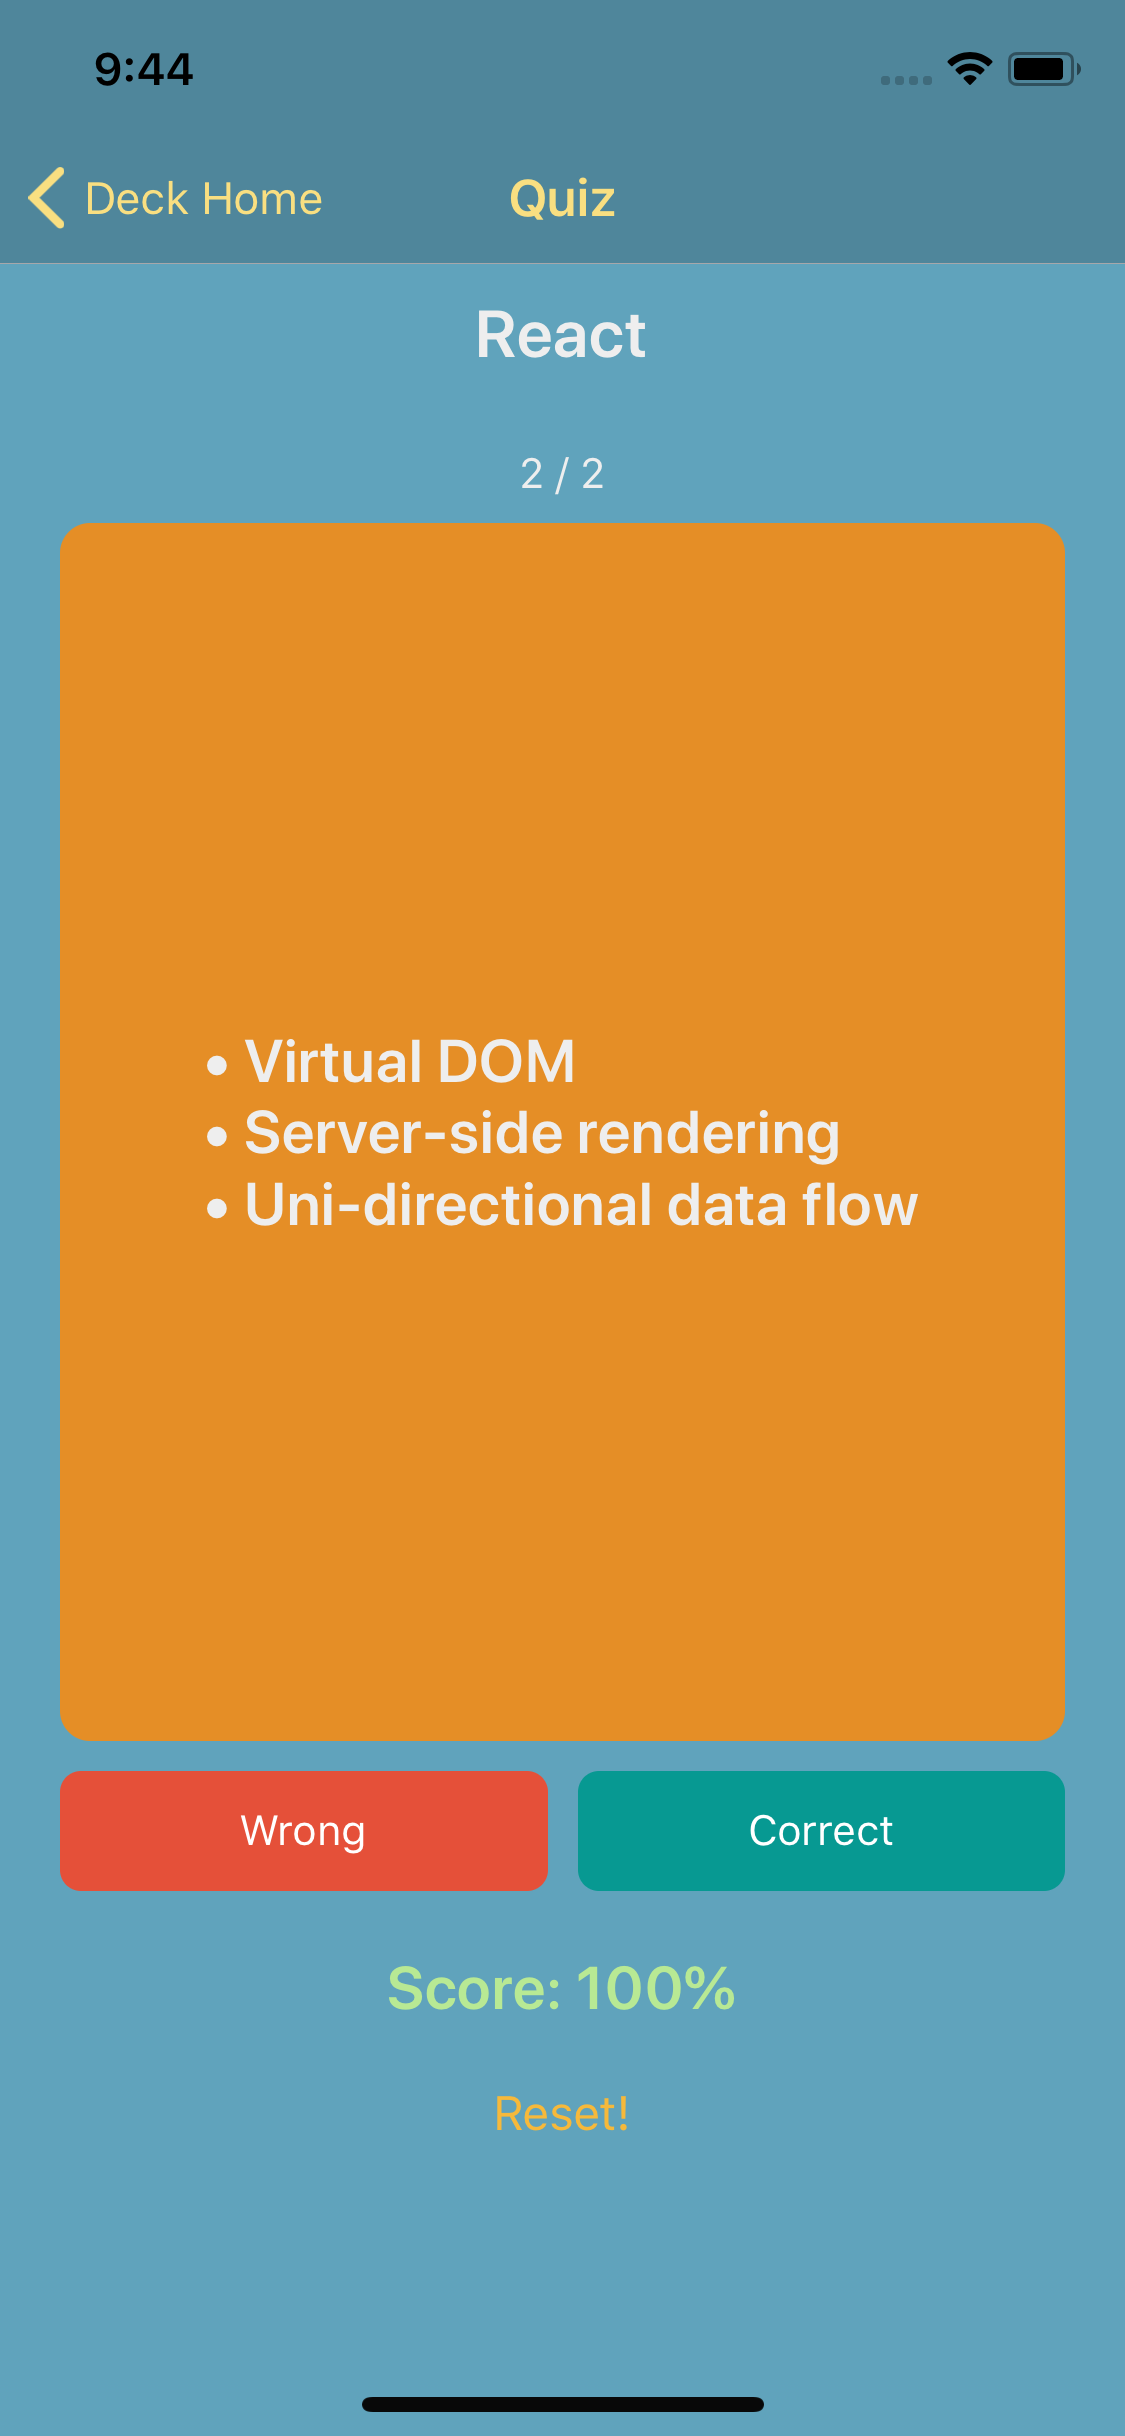 9:44
Deck Home
Quiz
React
2 / 2
• Virtual DOM
• Server-side rendering
• Uni-directional data flow
Wrong
Correct
Score: 100%
Reset!